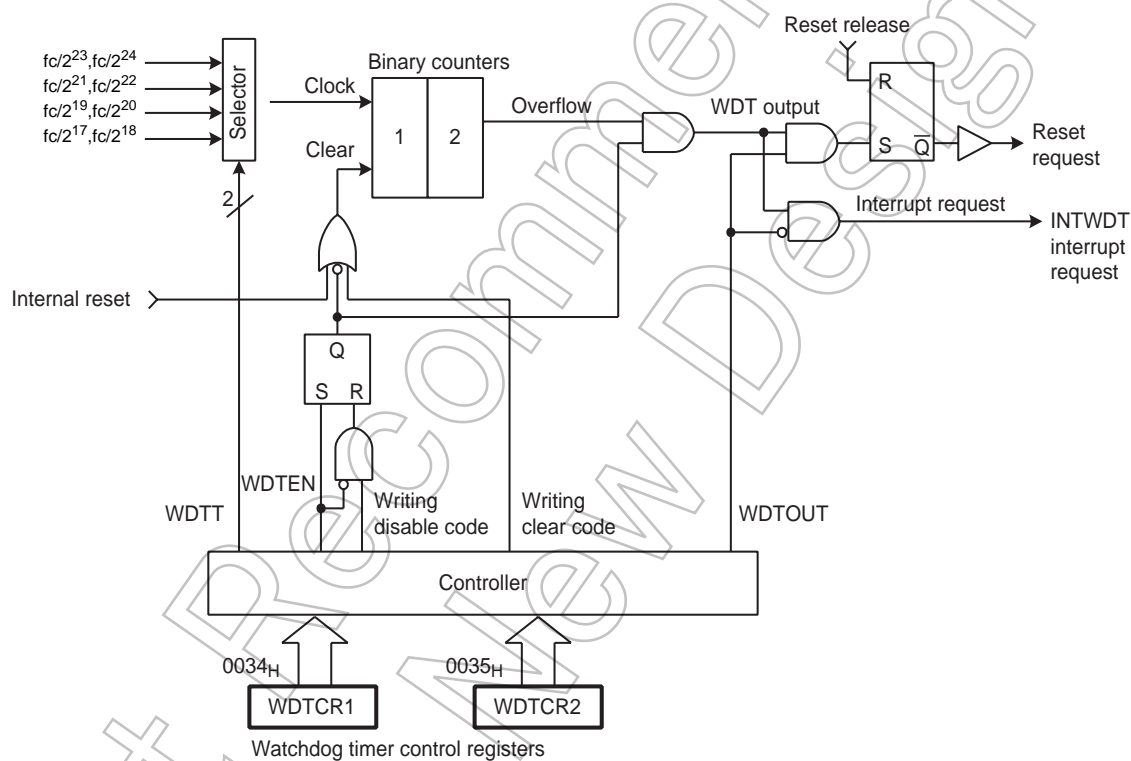 Reset release
fc/2^23,fc/2^24
fc/2^21,fc/2^22
fc/2^19,fc/2^20
fc/2^17,fc/2^18
Selector
Binary counters
Clock
1
2
Clear
Overflow
WDT output
R
S
Q̅
Reset
request
2
Interrupt request
INTWDT
interrupt
request
Internal reset
Q
S
R
WDTEN
WDTT
Writing
disable code
Writing
clear code
WDTOUT
Controller
0034H
0035H
WDTCR1
WDTCR2
Watchdog timer control registers
Recommen
New Design